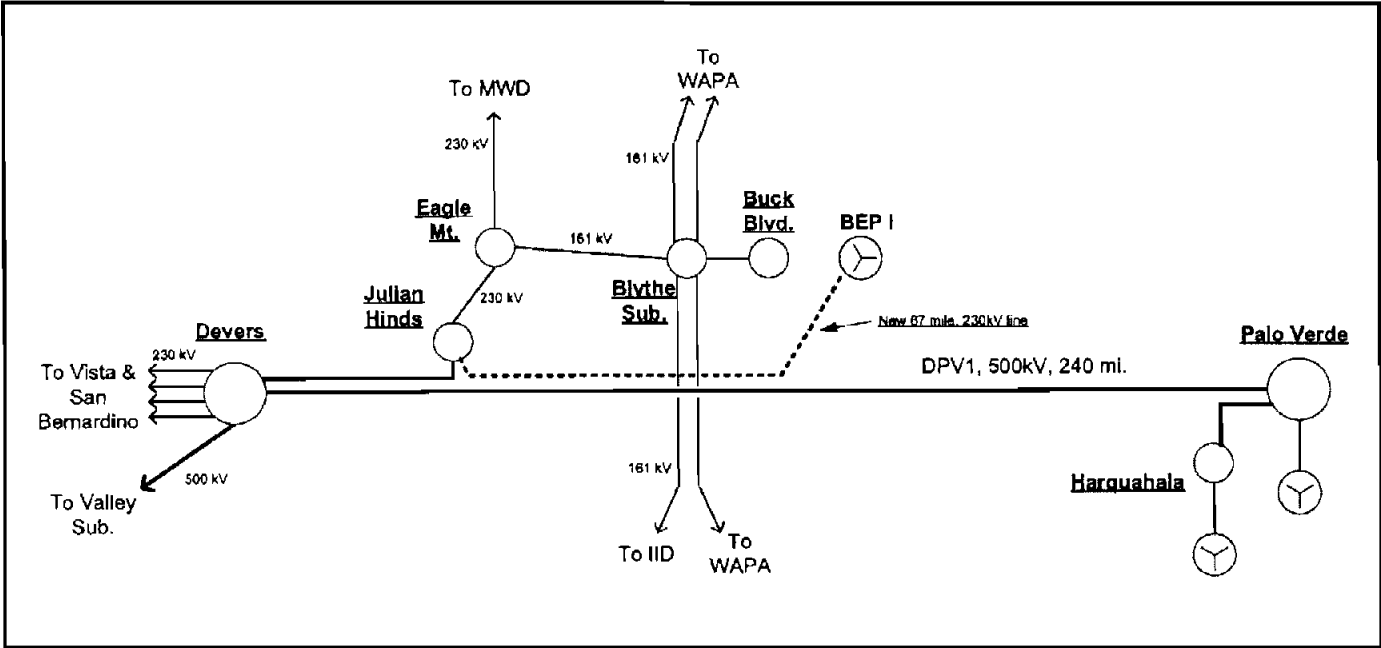 To
WAPA
To MWD
230 kV
161 kV
Eagle
Mt.
Buck
Blvd.
BEP I
161 kV
Julian
Hinds
230 kV
Blythe
Sub.
New 67 mile, 230kV line
Devers
Palo Verde
230 kV
To Vista &
San
Bernardino
DPV1, 500kV, 240 mi.
500 kV
161 kV
Harquahala
To Valley
Sub.
To IID
To
WAPA